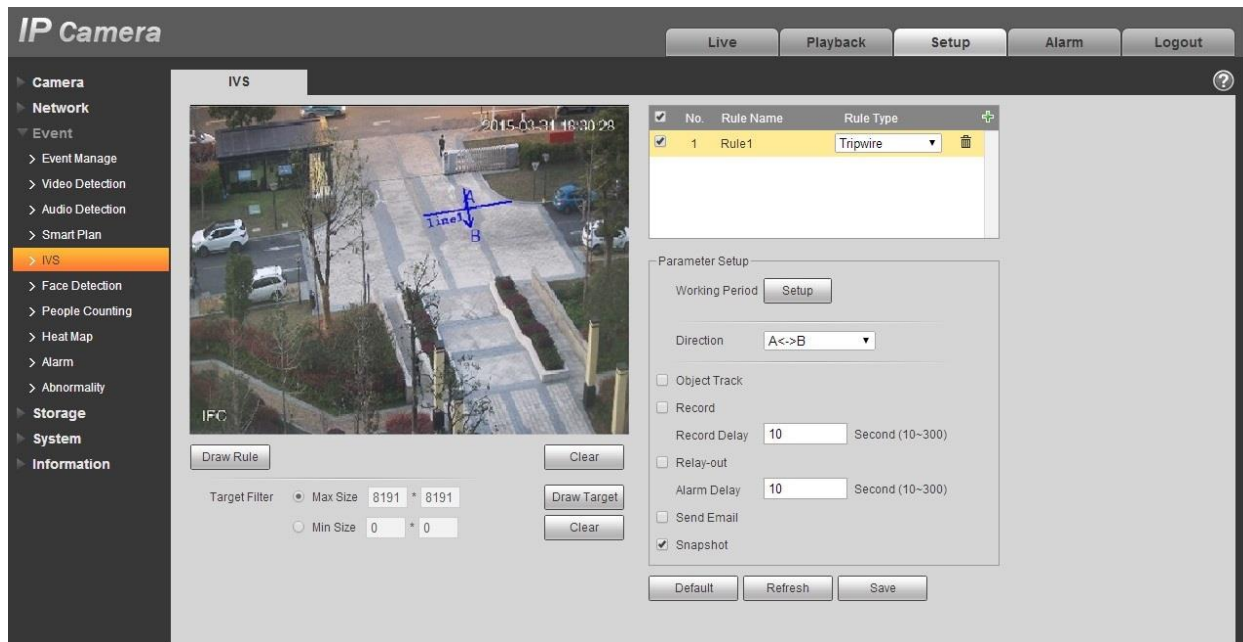 IP Camera
Live Playback Setup Alarm Logout
Camera
Network
Event
> Event Manage
> Video Detection
> Audio Detection
> Smart Plan
> IVS
> Face Detection
> People Counting
> Heat Map
> Alarm
> Abnormality
Storage
System
Information
IVS
2015-03-31 16:30:28
A
line1
B
IPC
Draw Rule Clear
Target Filter Max Size 8191 * 8191 Draw Target
Min Size 0 * 0 Clear
No. Rule Name Rule Type
1 Rule1 Tripwire
Parameter Setup
Working Period Setup
Direction A<->B
Object Track
Record
Record Delay 10 Second (10~300)
Relay-out
Alarm Delay 10 Second (10~300)
Send Email
Snapshot
Default Refresh Save
?